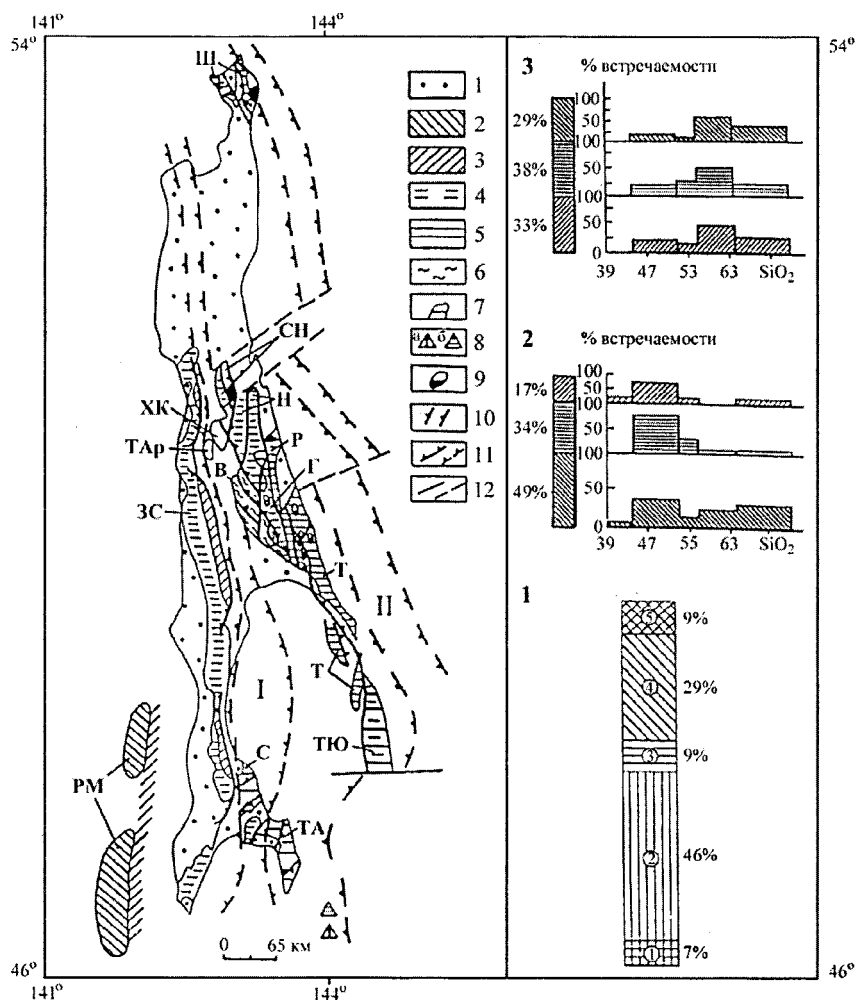 141° 144°
54° 54°
Ш
СН
ХК
Н
ТАр
Р
В
Г
ЗС
Т
II
I
Т
ТЮ
С
РМ
ТА
0 65 км
46° 46°
141° 144°
1
2
3
4
5
6
7
а б 8
9
10
11
12
3 % встречаемости
100
29% 50
100
38% 50
100
33% 50
0
39 47 53 63 SiO₂
2 % встречаемости
100
17% 50
100
34%
100
49% 50
0
39 47 55 63 SiO₂
1
5 9%
4 29%
3 9%
2 46%
1 7%